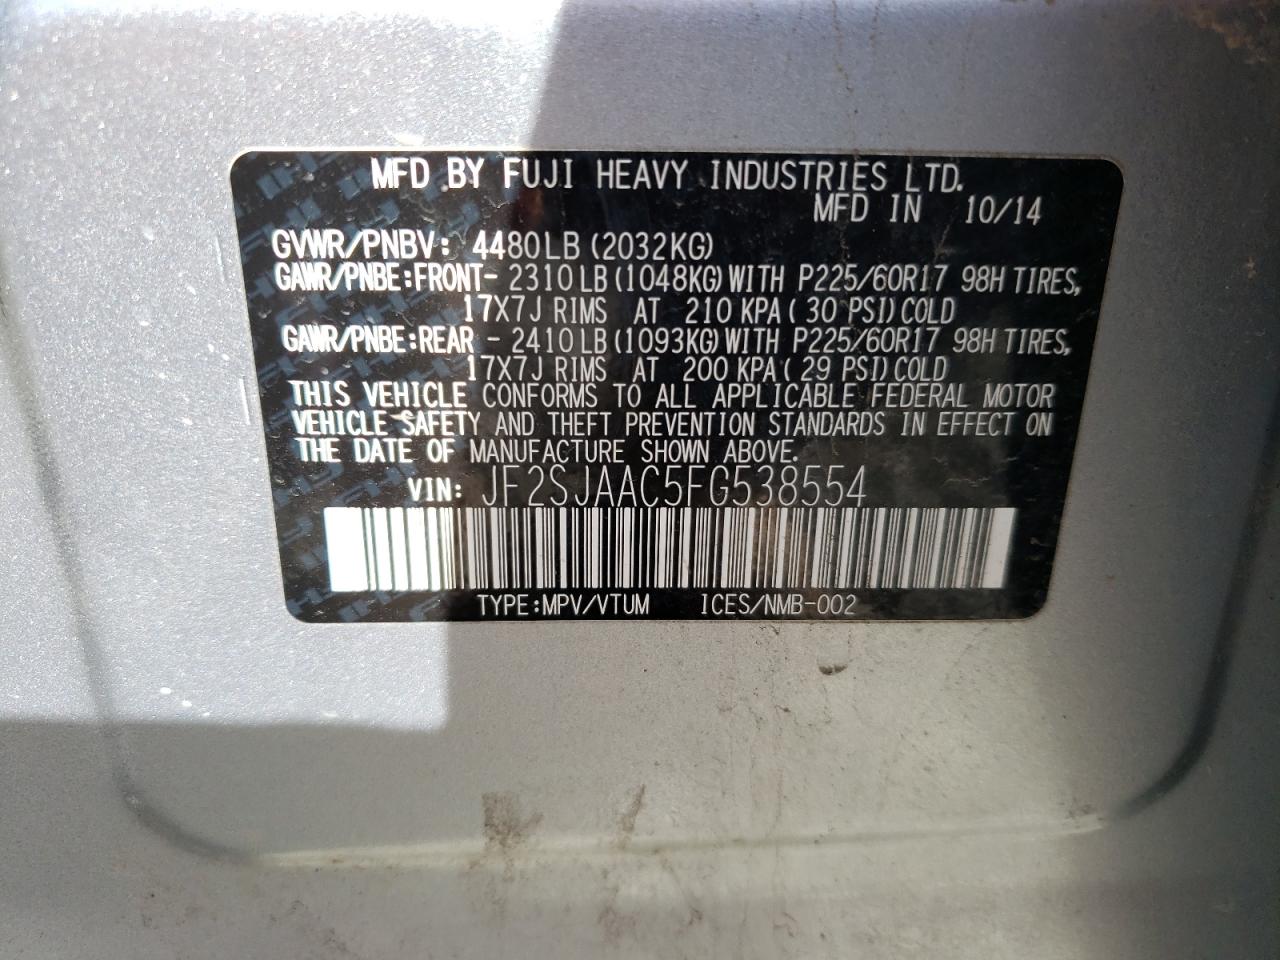 MFD BY FUJI HEAVY INDUSTRIES LTD.
MFD IN 10/14
GVWR/PNBV: 4480LB (2032KG)
GAWR/PNBE:FRONT- 2310LB (1048KG) WITH P225/60R17 98H TIRES,
17X7J RIMS AT 210 KPA ( 30 PSI) COLD
GAWR/PNBE:REAR - 2410LB (1093KG) WITH P225/60R17 98H TIRES,
17X7J RIMS AT 200 KPA ( 29 PSI) COLD
THIS VEHICLE CONFORMS TO ALL APPLICABLE FEDERAL MOTOR
VEHICLE SAFETY AND THEFT PREVENTION STANDARDS IN EFFECT ON
THE DATE OF MANUFACTURE SHOWN ABOVE.
VIN: JF2SJAAC5FG538554
TYPE:MPV/VTUM ICES/NMB-002